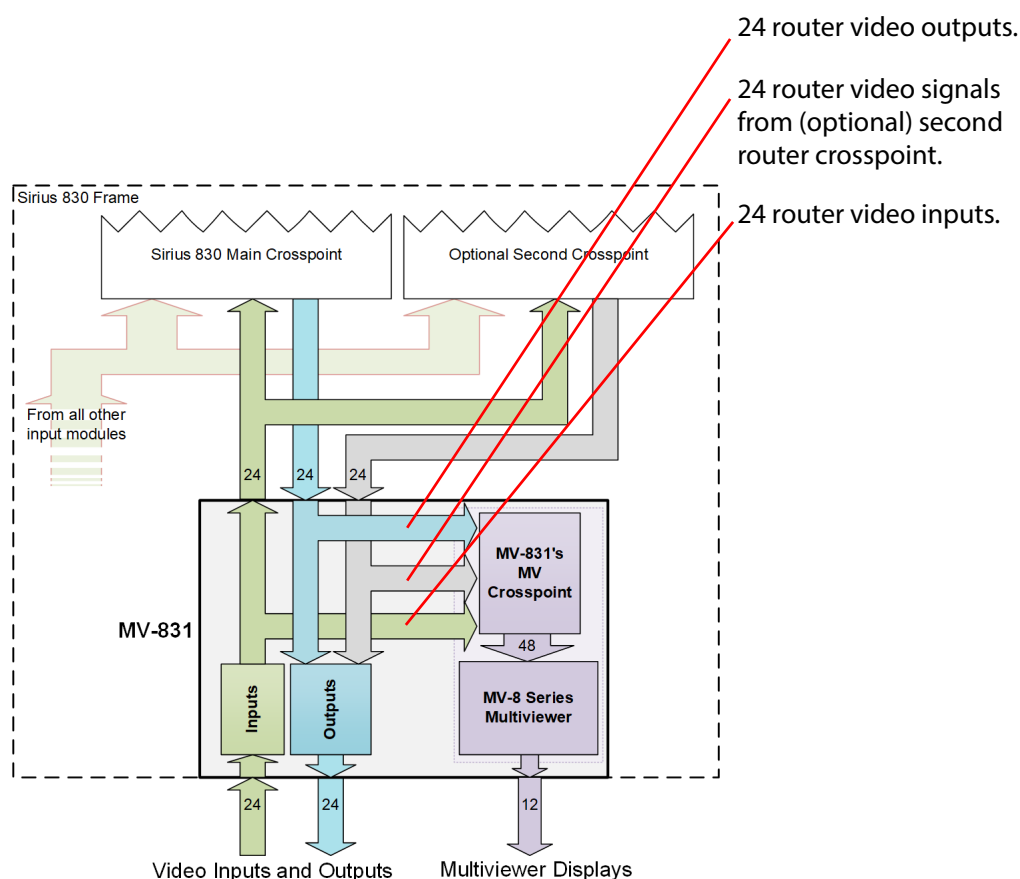 24 router video outputs.
24 router video signals
from (optional) second
router crosspoint.
24 router video inputs.
Sirius 830 Frame
Sirius 830 Main Crosspoint
Optional Second Crosspoint
From all other
input modules
24
24
24
MV-831's
MV
Crosspoint
MV-831
48
Inputs
Outputs
MV-8 Series
Multiviewer
24
24
12
Video Inputs and Outputs
Multiviewer Displays